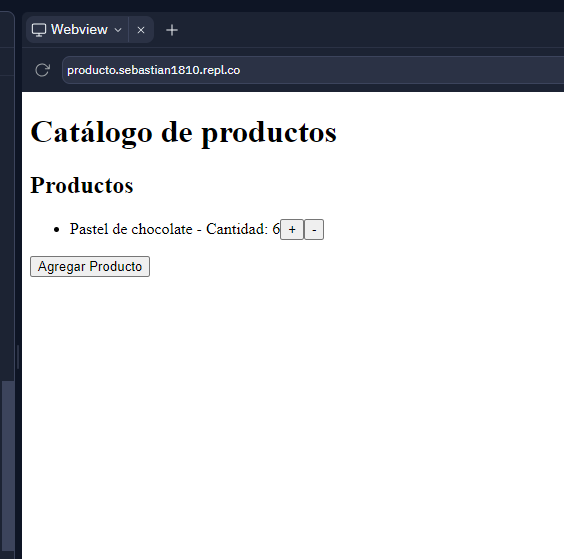 Webview
producto.sebastian1810.repl.co
Catálogo de productos
Productos
Pastel de chocolate - Cantidad: 6 + -
Agregar Producto